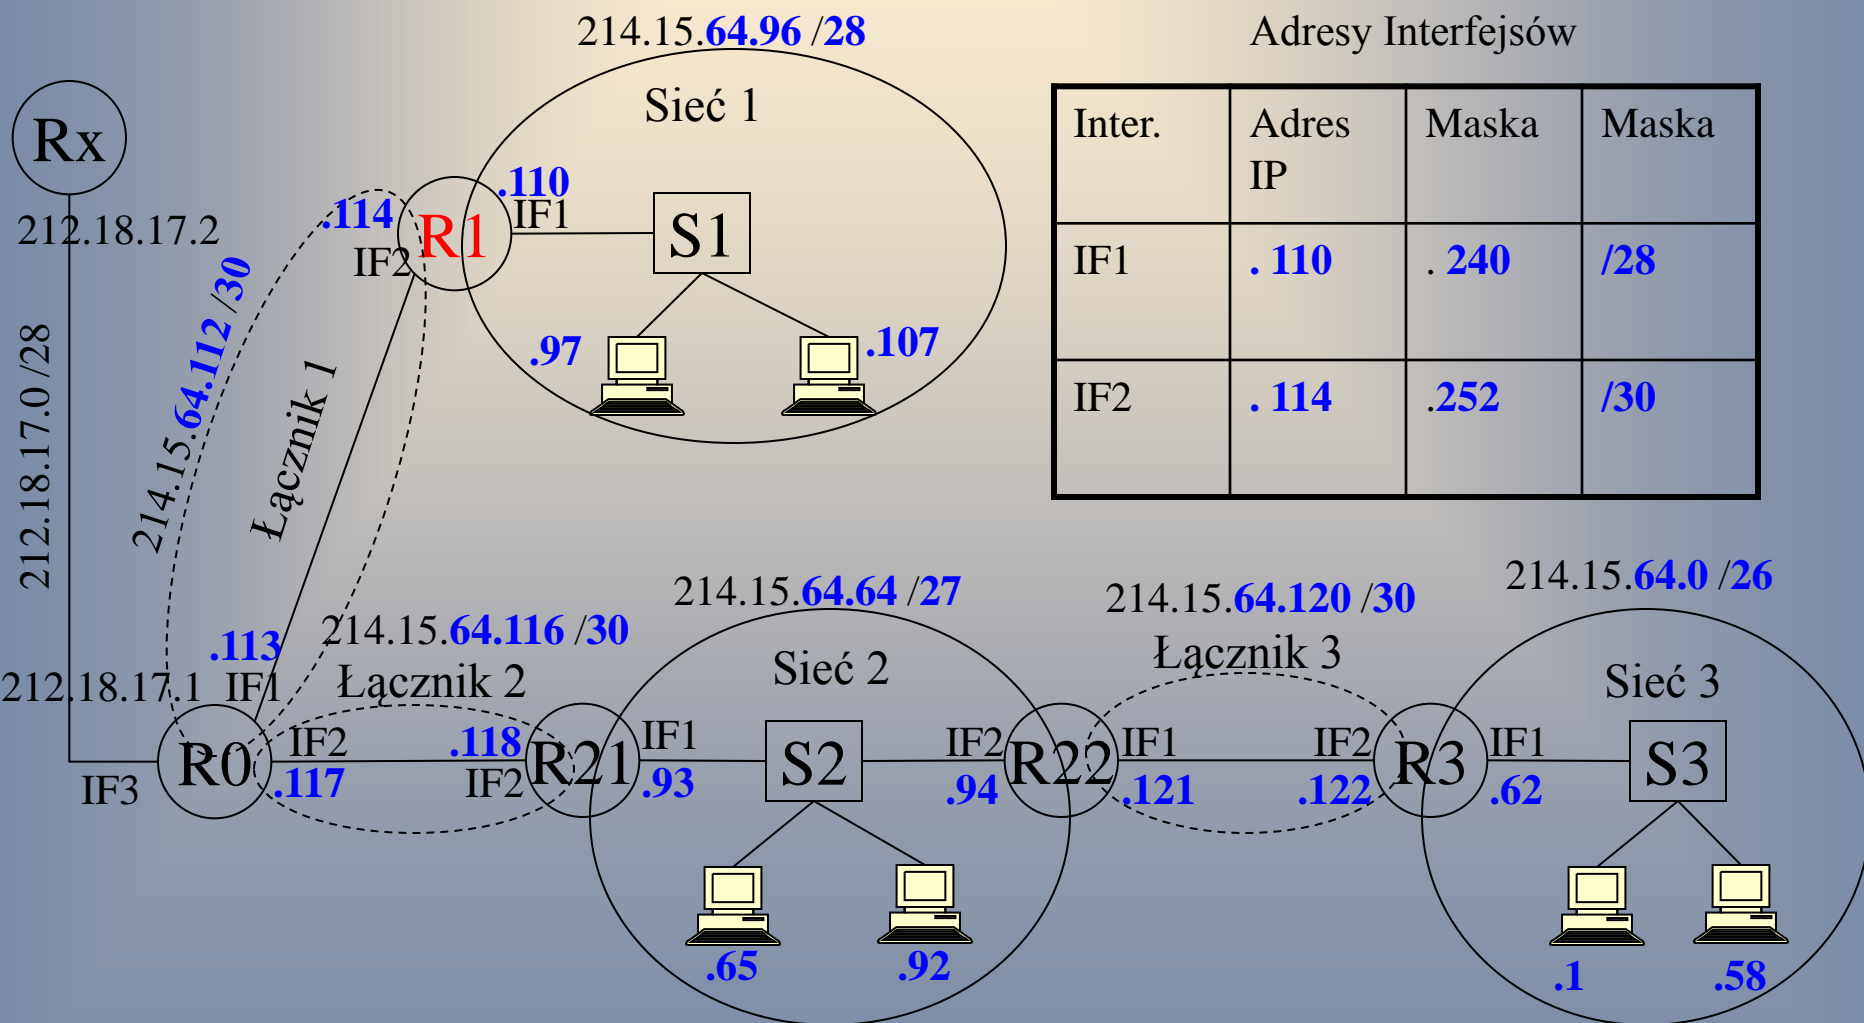 214.15.64.96 /28
Adresy Interfejsów
Sieć 1
Rx
Inter.
Adres IP
Maska
Maska
IF1
. 110
. 240
/28
IF2
. 114
.252
/30
.110
IF1
.114
R1
IF2
S1
212.18.17.2
.97
.107
214.15.64.112 /30
Łącznik 1
212.18.17.0 /28
214.15.64.116 /30
Łącznik 2
.113
212.18.17.1
IF1
R0
IF2
.117
IF3
.118
IF2
R21
IF1
.93
214.15.64.64 /27
Sieć 2
S2
IF2
.94
R22
IF1
.121
.65
.92
214.15.64.120 /30
Łącznik 3
IF2
.122
R3
IF1
.62
214.15.64.0 /26
Sieć 3
S3
.1
.58